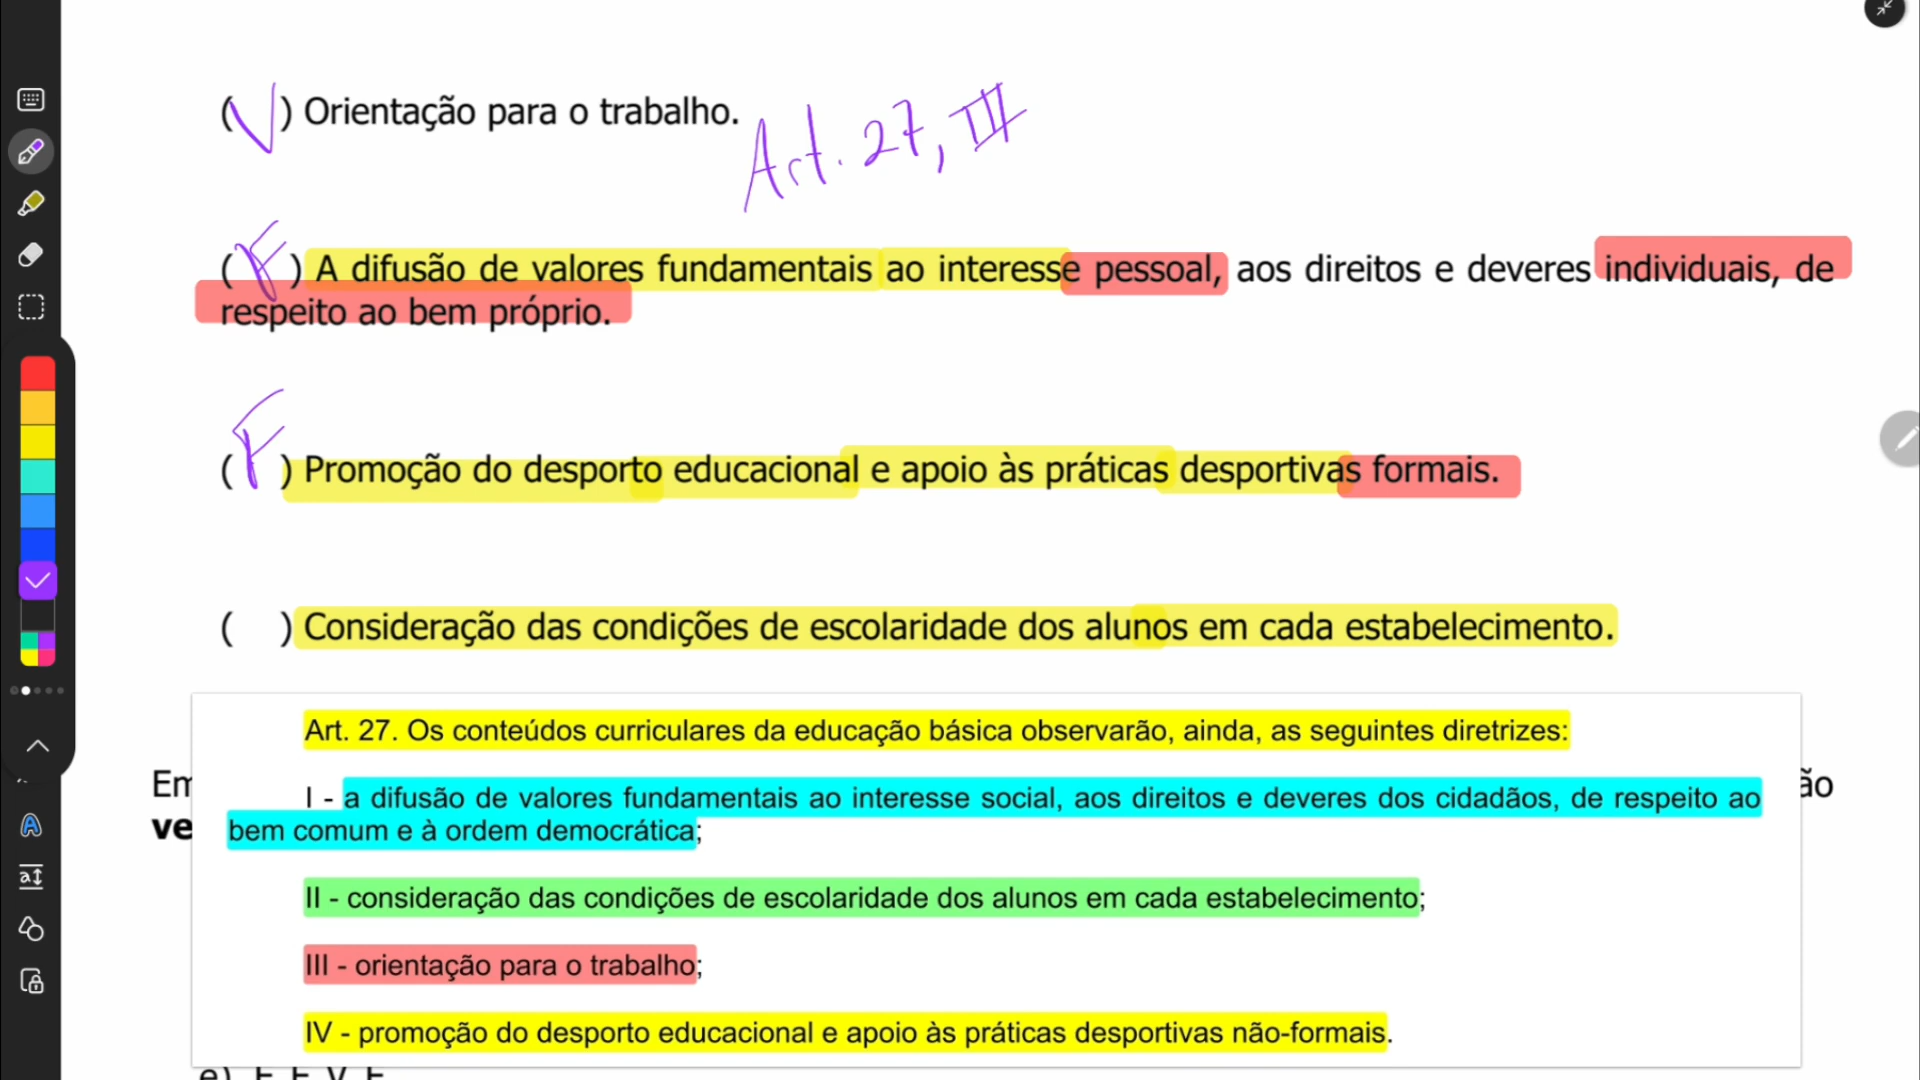 (V) Orientação para o trabalho.
Art. 27, III
(F) A difusão de valores fundamentais ao interesse pessoal, aos direitos e deveres individuais, de
respeito ao bem próprio.
(F) Promoção do desporto educacional e apoio às práticas desportivas formais.
( ) Consideração das condições de escolaridade dos alunos em cada estabelecimento.
Art. 27. Os conteúdos curriculares da educação básica observarão, ainda, as seguintes diretrizes:
I - a difusão de valores fundamentais ao interesse social, aos direitos e deveres dos cidadãos, de respeito ao
bem comum e à ordem democrática;
II - consideração das condições de escolaridade dos alunos em cada estabelecimento;
III - orientação para o trabalho;
IV - promoção do desporto educacional e apoio às práticas desportivas não-formais.